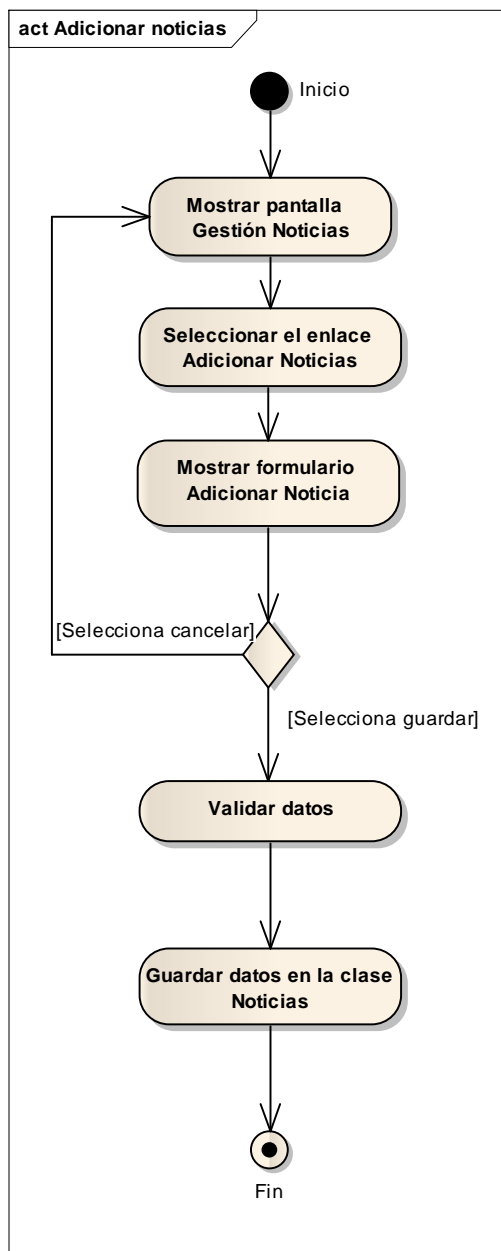 act Adicionar noticias
Inicio
Mostrar pantalla
Gestión Noticias
Seleccionar el enlace
Adicionar Noticias
Mostrar formulario
Adicionar Noticia
[Selecciona cancelar]
[Selecciona guardar]
Validar datos
Guardar datos en la clase
Noticias
Fin